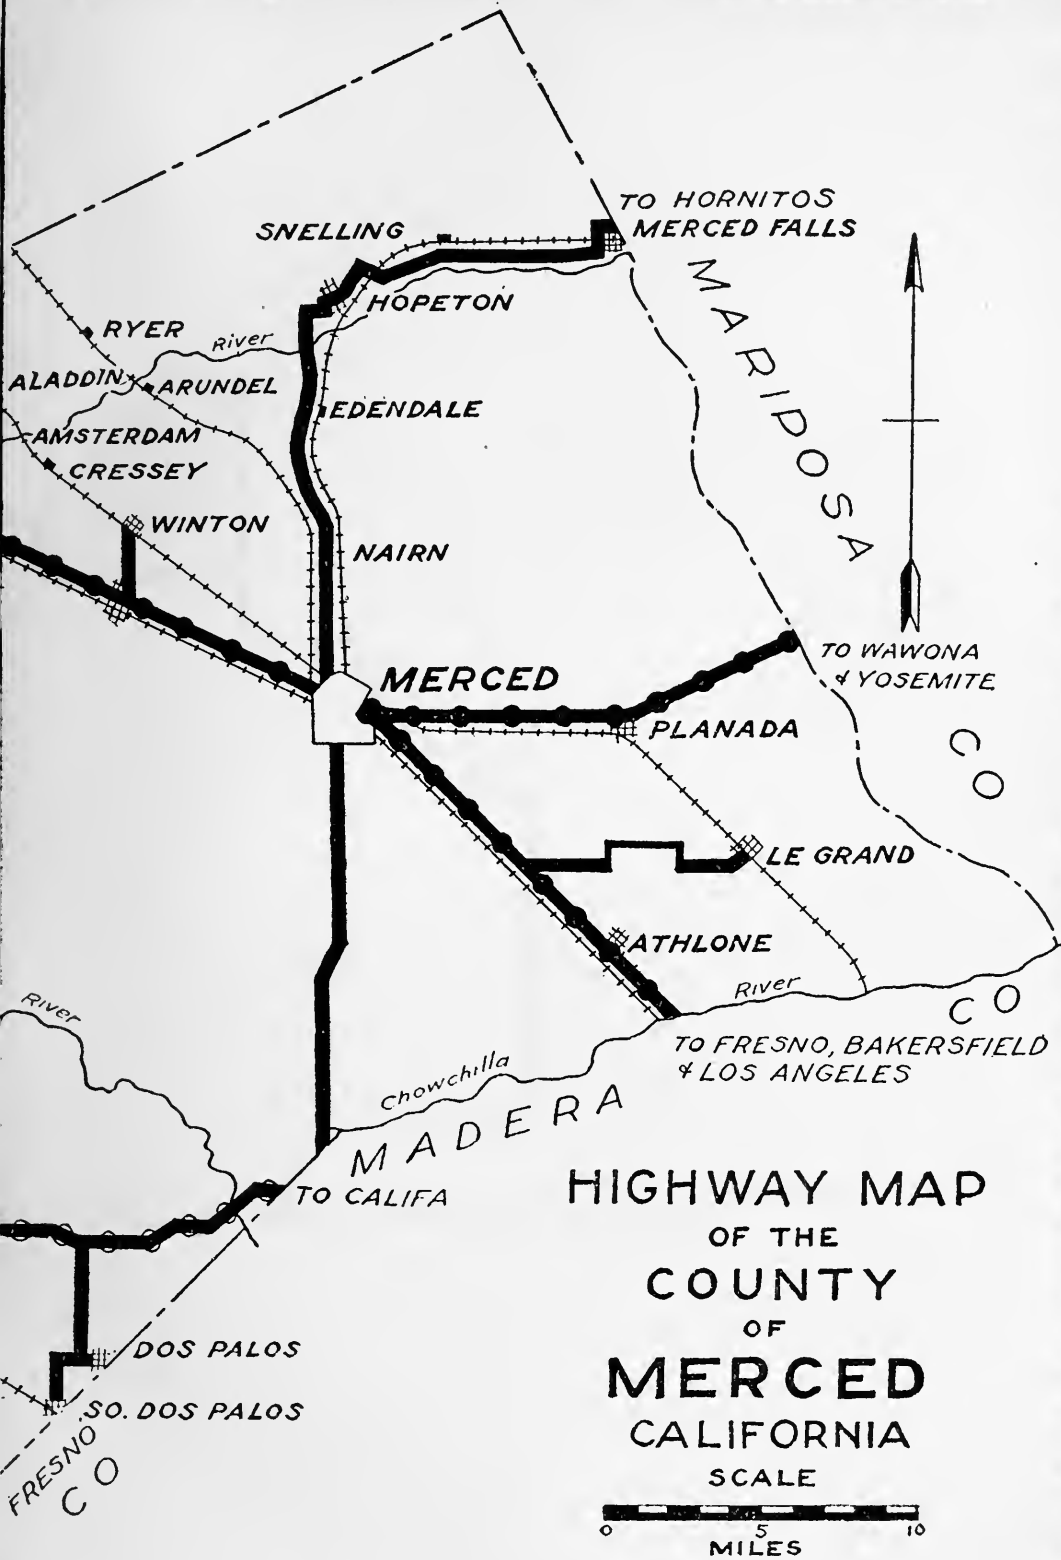 TO HORNITOS
MERCED FALLS
SNELLING
HOPETON
MARIPOSA
CO
RYER
River
ALADDIN
ARUNDEL
EDENDALE
AMSTERDAM
CRESSEY
WINTON
NAIRN
MERCED
TO WAWONA
& YOSEMITE
PLANADA
LE GRAND
ATHLONE
River
River
CO
TO FRESNO, BAKERSFIELD
& LOS ANGELES
Chowchilla
MADERA
TO CALIFA
DOS PALOS
SO. DOS PALOS
FRESNO
CO
HIGHWAY MAP
OF THE
COUNTY
OF
MERCED
CALIFORNIA
SCALE
0 5 10
MILES